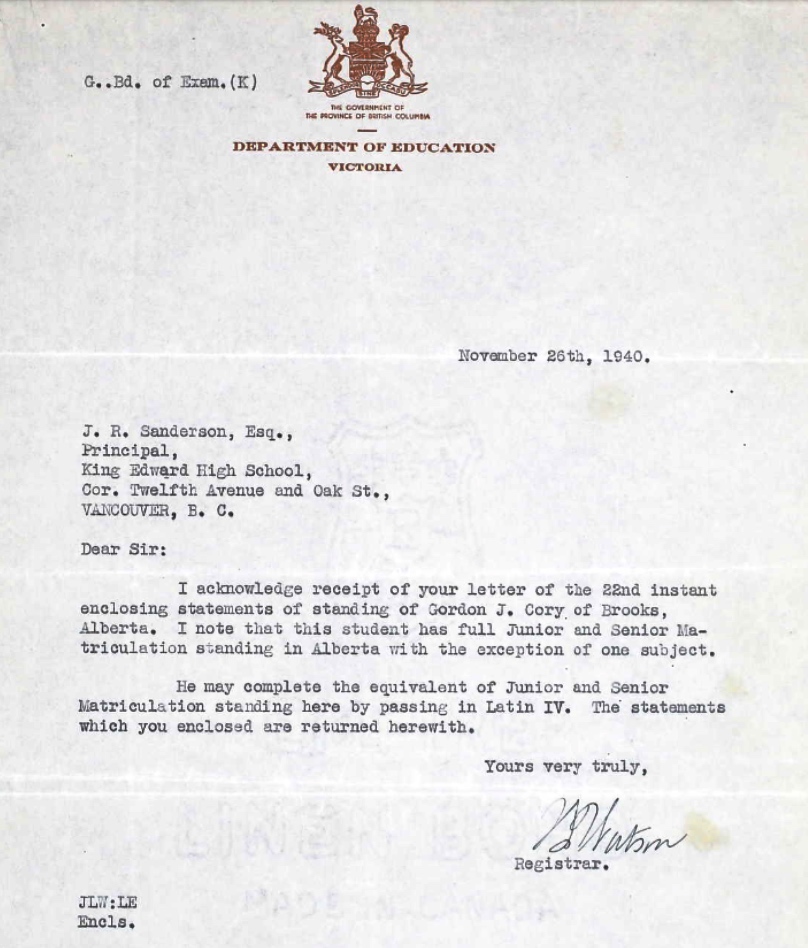 G..Bd. of Exam.(K)
SPLENDOR SINE OCCASU
THE GOVERNMENT OF
THE PROVINCE OF BRITISH COLUMBIA
DEPARTMENT OF EDUCATION
VICTORIA
November 26th, 1940.
J. R. Sanderson, Esq.,
Principal,
King Edward High School,
Cor. Twelfth Avenue and Oak St.,
VANCOUVER, B. C.
Dear Sir:
I acknowledge receipt of your letter of the 22nd instant
enclosing statements of standing of Gordon J. Cory of Brooks,
Alberta. I note that this student has full Junior and Senior Ma-
triculation standing in Alberta with the exception of one subject.
He may complete the equivalent of Junior and Senior
Matriculation standing here by passing in Latin IV. The statements
which you enclosed are returned herewith.
Yours very truly,
Watson
Registrar.
JLW:LE
Encls.